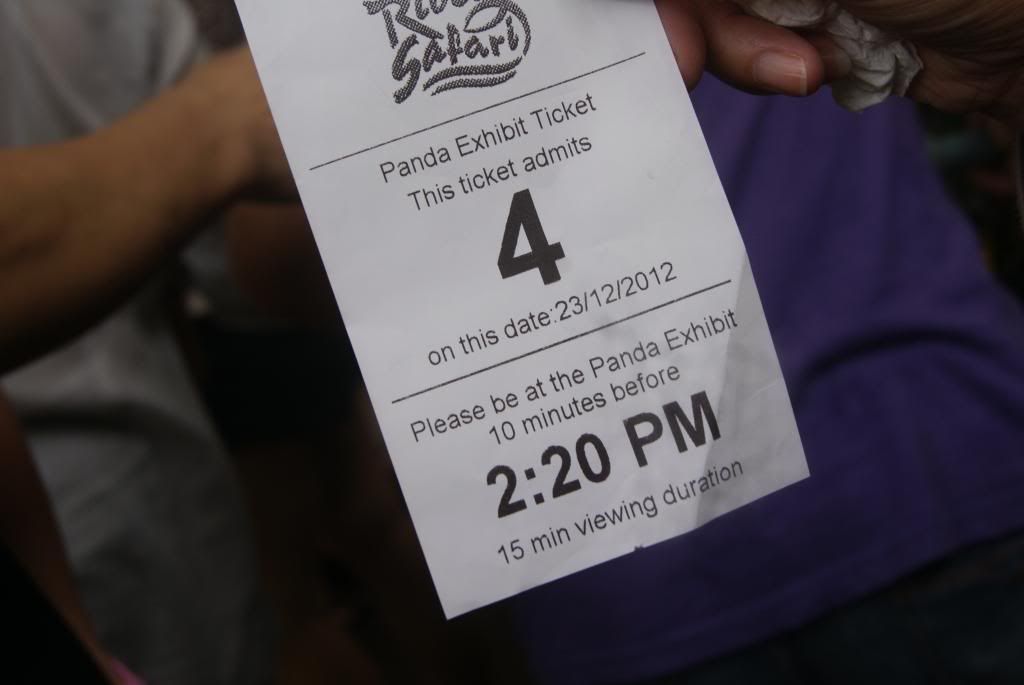 River
Safari
Panda Exhibit Ticket
This ticket admits
4
on this date:23/12/2012
Please be at the Panda Exhibit
10 minutes before
2:20 PM
15 min viewing duration